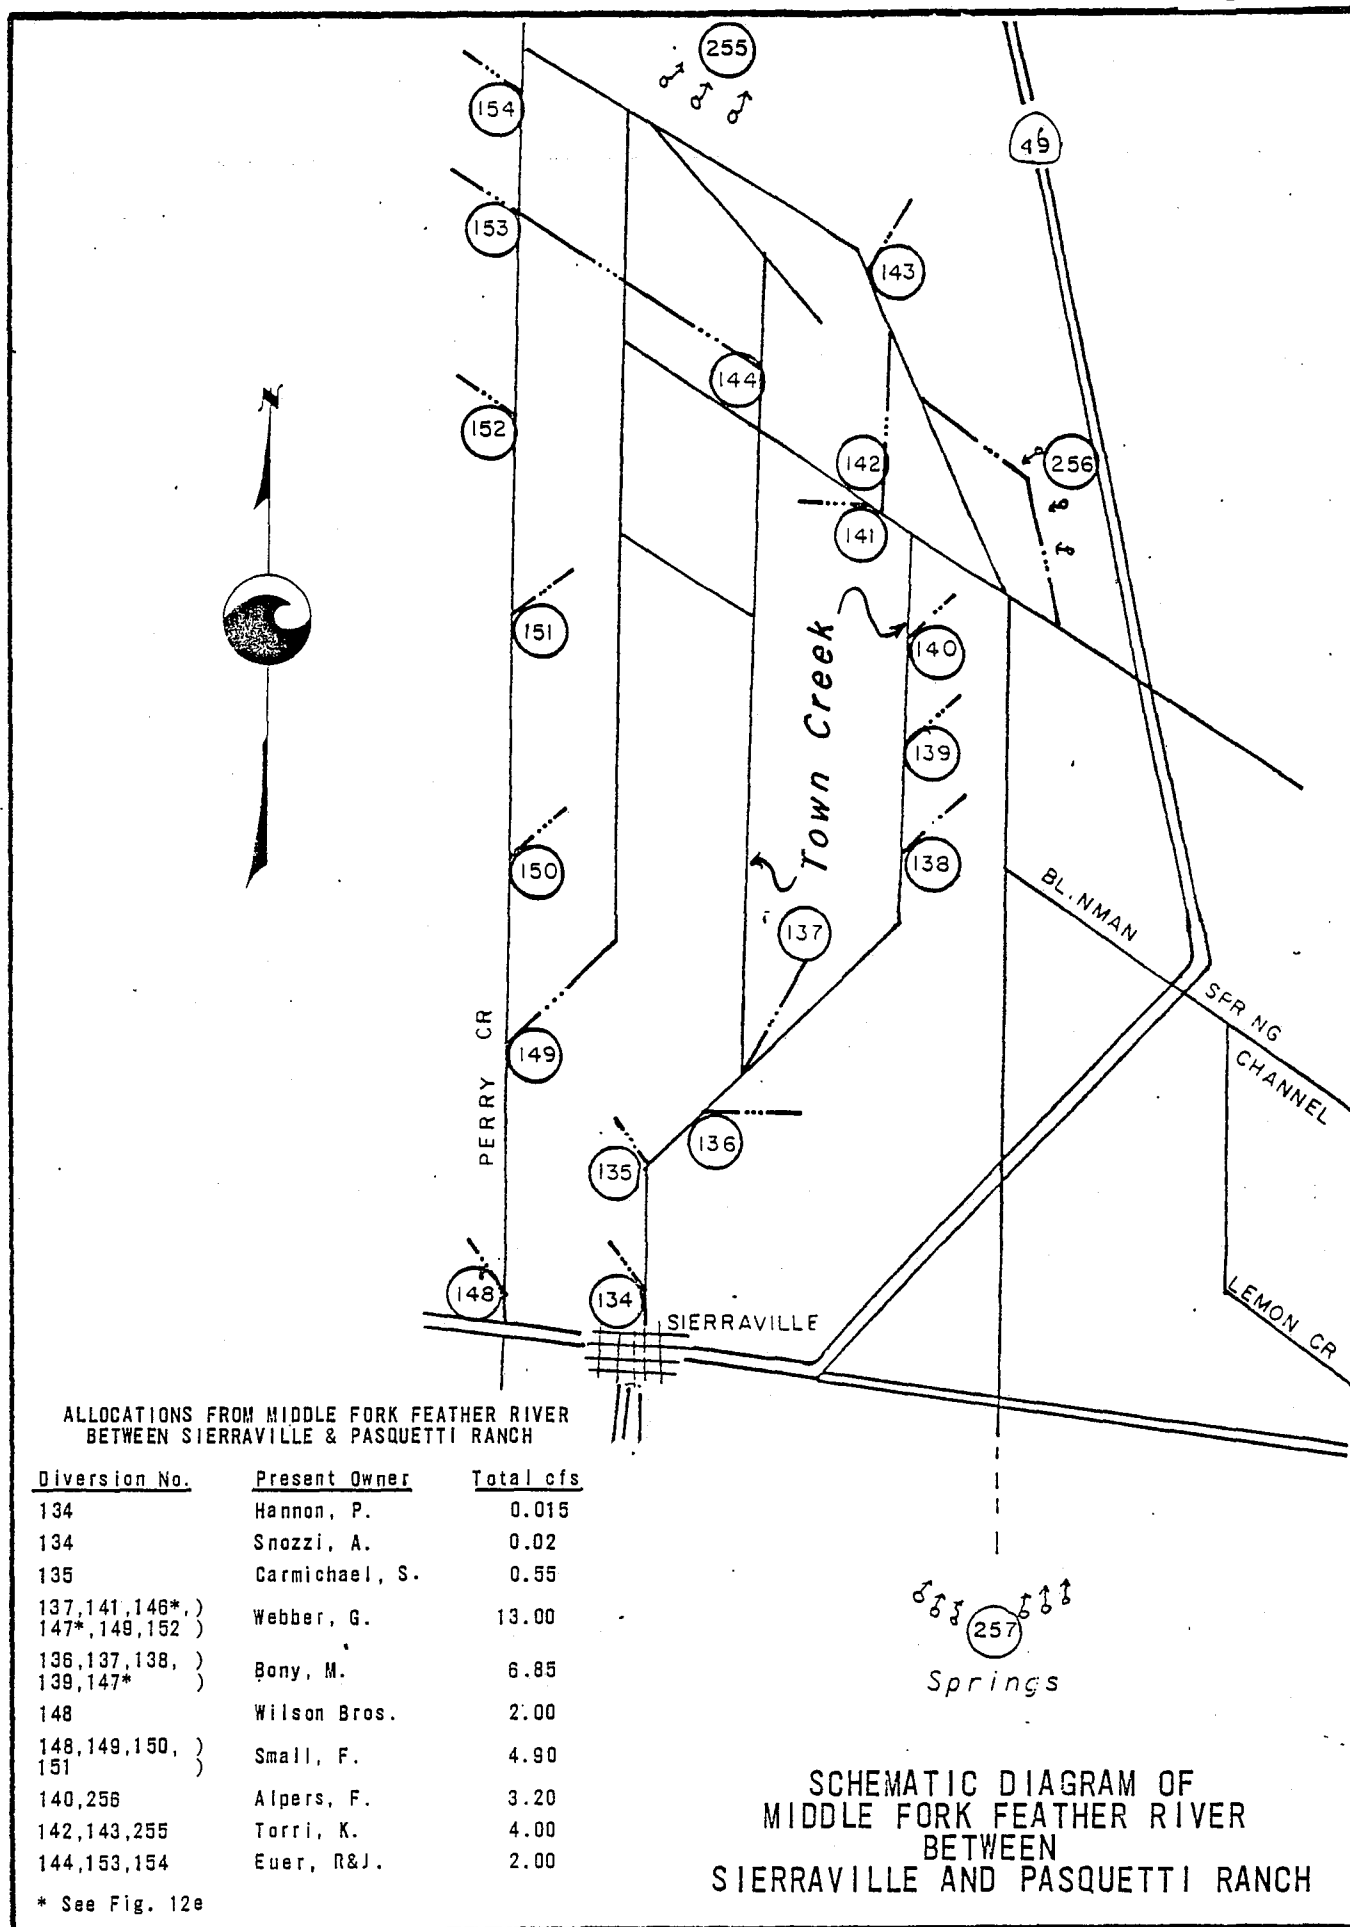 255
154
49
153
143
144
152
142
256
141
151
140
Town Creek
139
138
150
BL.NMAN
137
SPR NG
CHANNEL
PERRY CR
149
136
135
148
134
SIERRAVILLE
LEMON CR
N
ALLOCATIONS FROM MIDDLE FORK FEATHER RIVER
BETWEEN SIERRAVILLE & PASQUETTI RANCH
Diversion No. Present Owner Total cfs
134 Hannon, P. 0.015
134 Snozzi, A. 0.02
135 Carmichael, S. 0.55
137,141,146*,)
147*,149,152 ) Webber, G. 13.00
136,137,138, )
139,147* ) Bony, M. 6.85
148 Wilson Bros. 2.00
148,149,150, )
151 ) Small, F. 4.90
140,256 Alpers, F. 3.20
142,143,255 Torri, K. 4.00
144,153,154 Euer, R&J. 2.00
* See Fig. 12e
257
Springs
SCHEMATIC DIAGRAM OF
MIDDLE FORK FEATHER RIVER
BETWEEN
SIERRAVILLE AND PASQUETTI RANCH